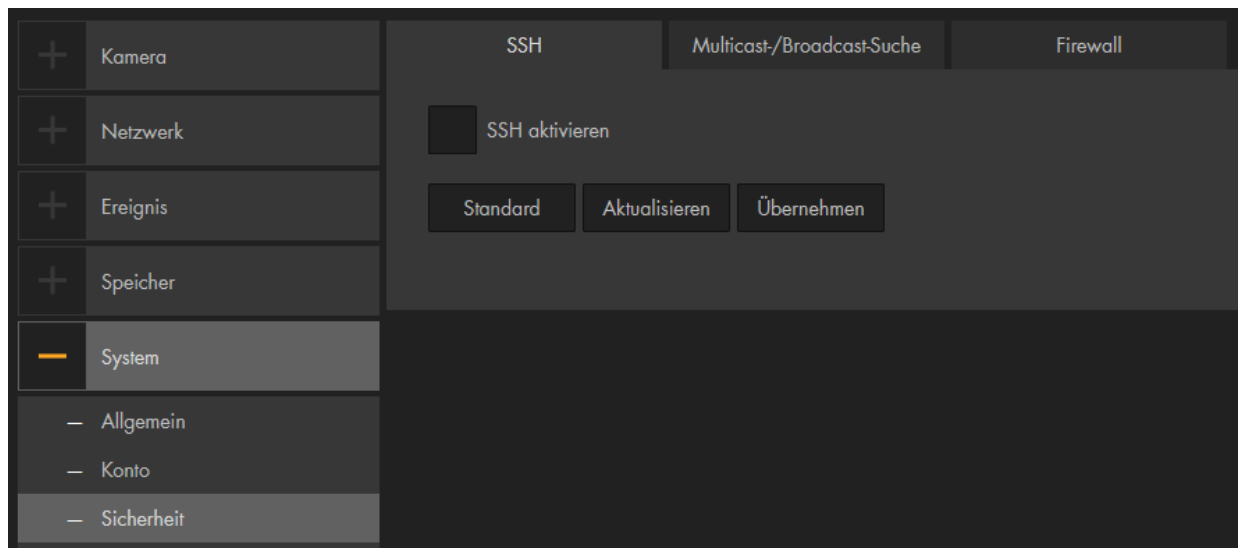 Kamera
Netzwerk
Ereignis
Speicher
System
Allgemein
Konto
Sicherheit
SSH
Multicast-/Broadcast-Suche
Firewall
SSH aktivieren
Standard
Aktualisieren
Übernehmen